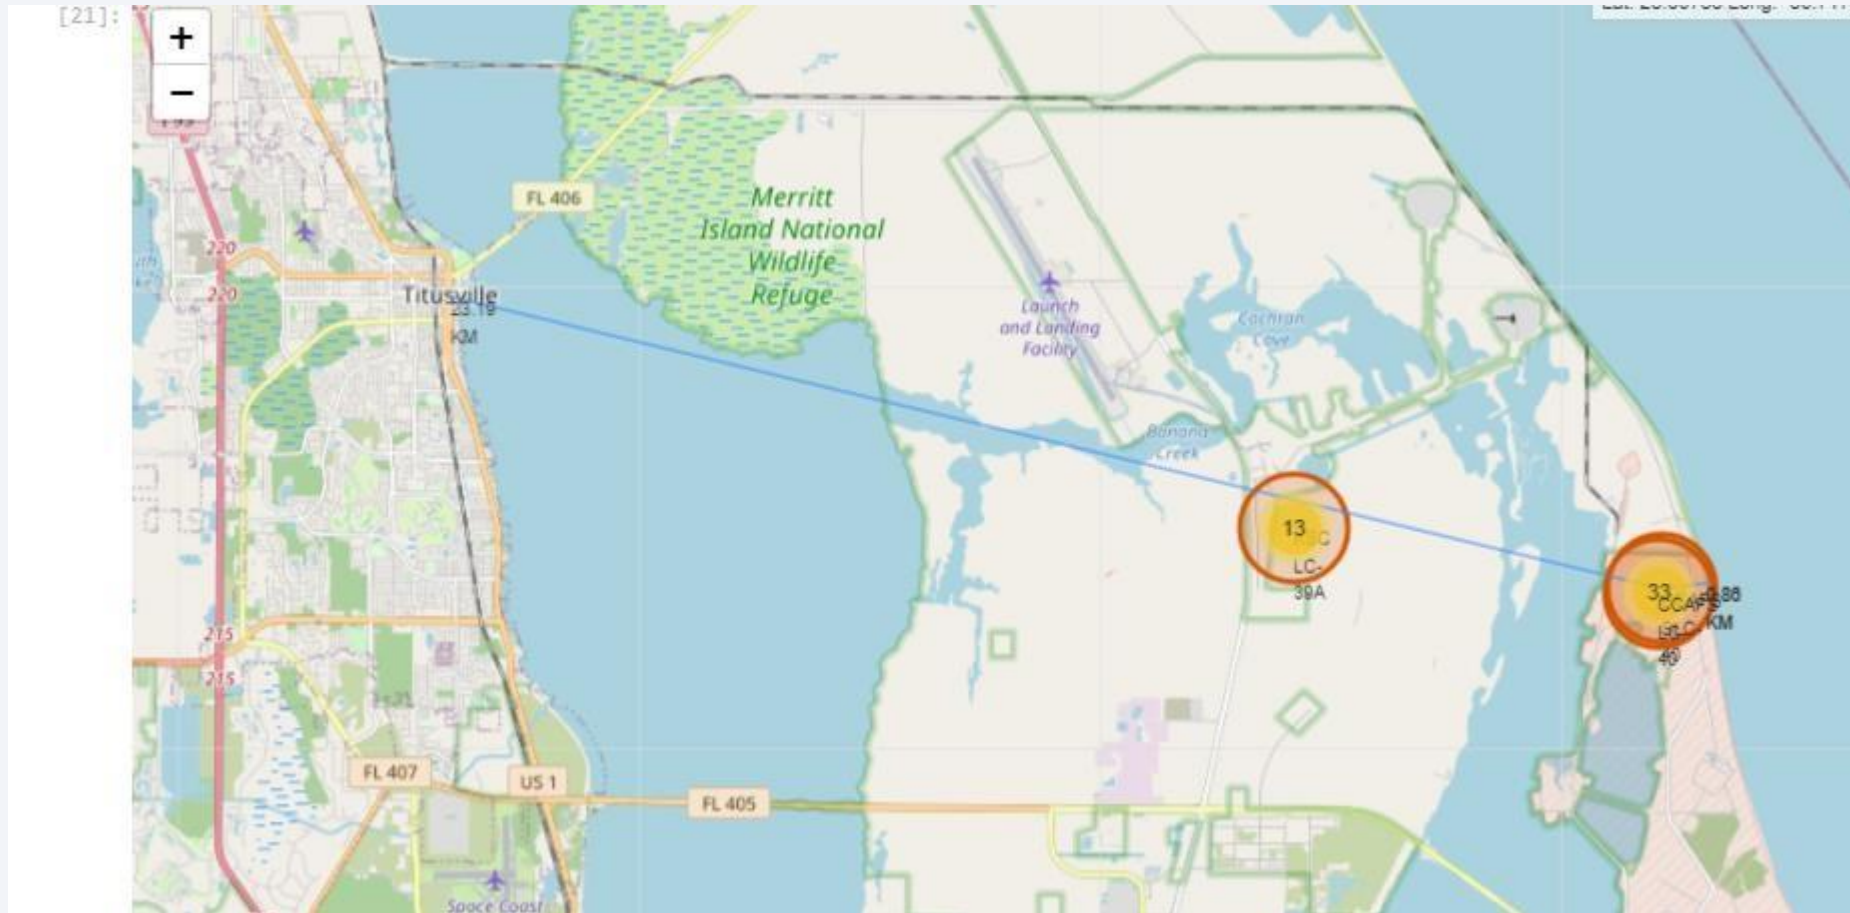 [21]:
+
−
FL 406
Merritt
Island National
Wildlife
Refuge
220
220
Titusville
23.19
KM
Launch
and Landing
Facility
Cochran
Cove
Banana
Creek
13
LC-
39A
33
KM
215
215
FL 407
US 1
FL 405
Space Coast